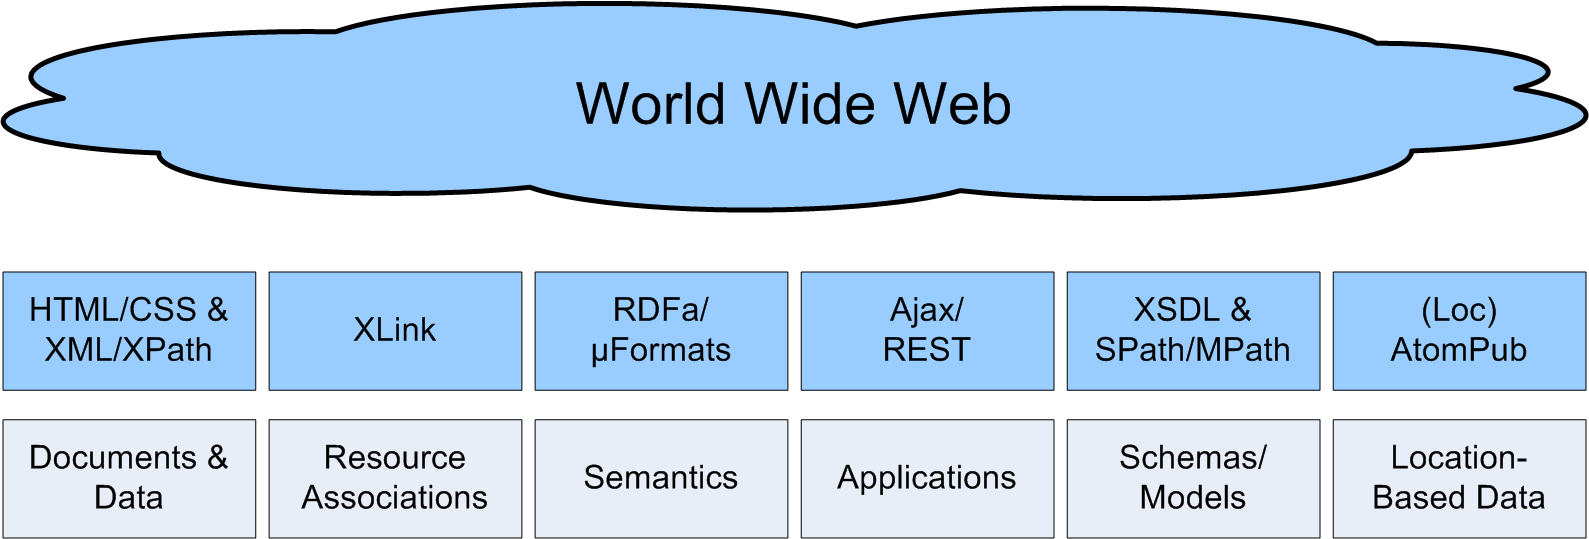 World Wide Web
HTML/CSS &
XML/XPath
XLink
RDFa/
µFormats
Ajax/
REST
XSDL &
SPath/MPath
(Loc)
AtomPub
Documents &
Data
Resource
Associations
Semantics
Applications
Schemas/
Models
Location-
Based Data